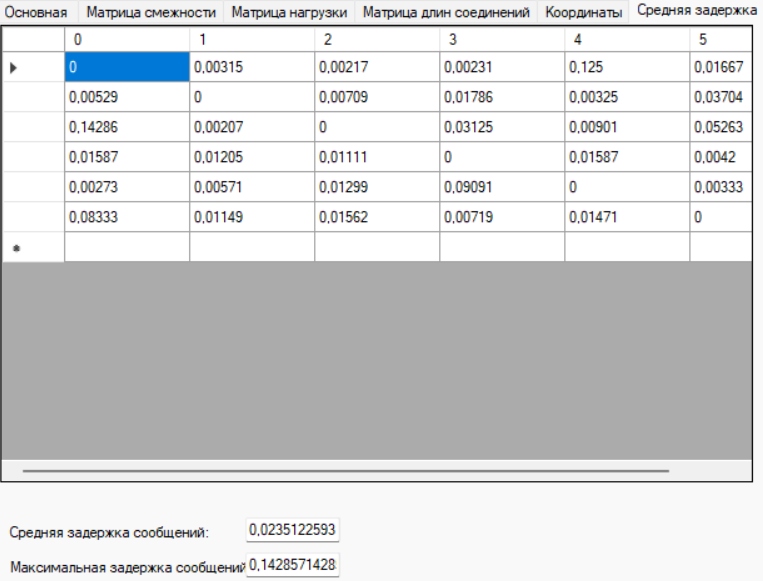 Основная Матрица смежности Матрица нагрузки Матрица длин соединений Координаты Средняя задержка
0 1 2 3 4 5
0 0,00315 0,00217 0,00231 0,125 0,01667
0,00529 0 0,00709 0,01786 0,00325 0,03704
0,14286 0,00207 0 0,03125 0,00901 0,05263
0,01587 0,01205 0,01111 0 0,01587 0,0042
0,00273 0,00571 0,01299 0,09091 0 0,00333
0,08333 0,01149 0,01562 0,00719 0,01471 0
Средняя задержка сообщений: 0,0235122593
Максимальная задержка сообщений 0,1428571428